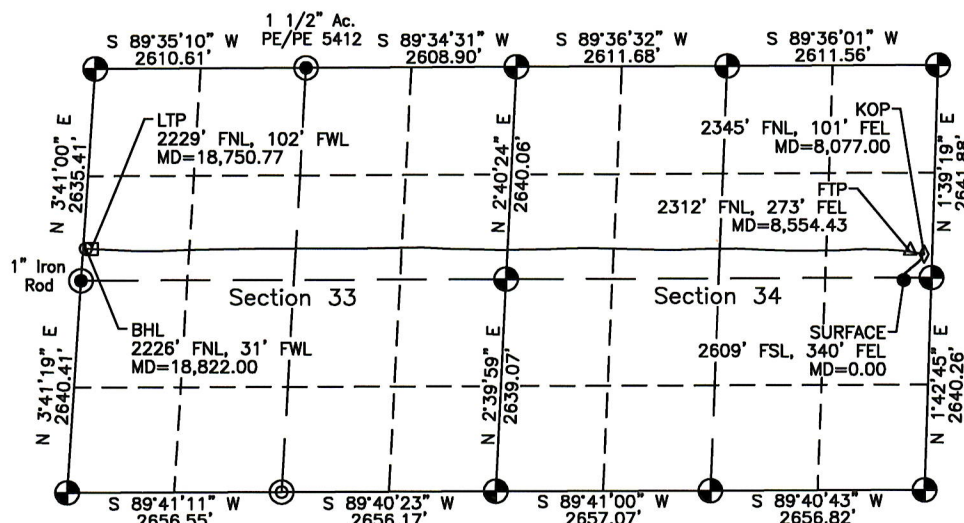 1 1/2" Ac.
PE/PE 5412
S 89°35'10" W
2610.61'
S 89°34'31" W
2608.90'
S 89°36'32" W
2611.68'
S 89°36'01" W
2611.56'
N 3°41'00" E
2635.41'
LTP
2229' FNL, 102' FWL
MD=18,750.77
N 2°40'24" E
2640.06'
KOP
2345' FNL, 101' FEL
MD=8,077.00
N 1°39'19" E
2641.88'
FTP
2312' FNL, 273' FEL
MD=8,554.43
1" Iron
Rod
Section 33
Section 34
BHL
2226' FNL, 31' FWL
MD=18,822.00
SURFACE
2609' FSL, 340' FEL
MD=0.00
N 3°41'19" E
2640.41'
N 2°39'59" E
2639.07'
N 1°42'45" E
2640.26'
S 89°41'11" W
2656.55'
S 89°40'23" W
2656.17'
S 89°41'00" W
2657.07'
S 89°40'43" W
2656.82'